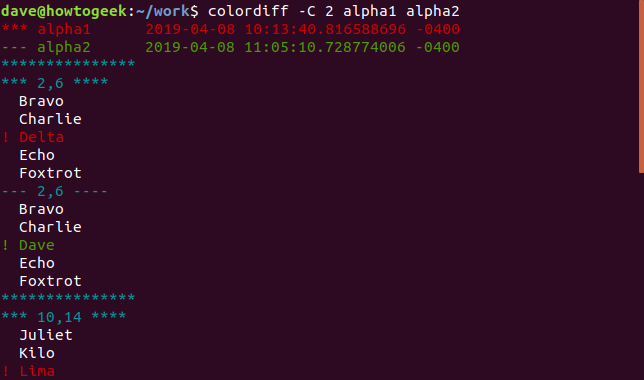 dave@howtogeek:~/work$ colordiff -C 2 alpha1 alpha2
*** alpha1      2019-04-08 10:13:40.816588696 -0400
--- alpha2      2019-04-08 11:05:10.728774006 -0400
***************
*** 2,6 ****
  Bravo
  Charlie
! Delta
  Echo
  Foxtrot
--- 2,6 ----
  Bravo
  Charlie
! Dave
  Echo
  Foxtrot
***************
*** 10,14 ****
  Juliet
  Kilo
! Lima